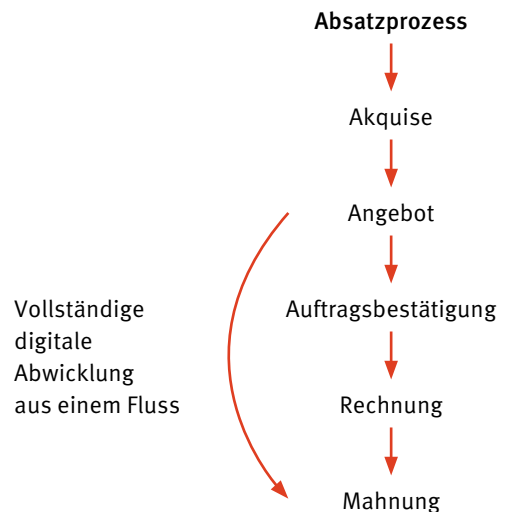 Absatzprozess
Akquise
Angebot
Auftragsbestätigung
Vollständige
digitale
Abwicklung
aus einem Fluss
Rechnung
Mahnung